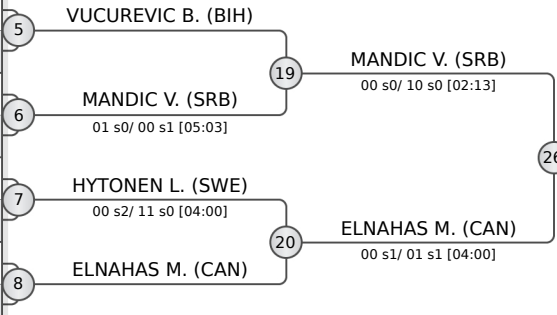 VUCUREVIC B. (BIH)
5
19
MANDIC V. (SRB)
00 s0/ 10 s0 [02:13]
MANDIC V. (SRB)
6
01 s0/ 00 s1 [05:03]
26
HYTONEN L. (SWE)
7
00 s2/ 11 s0 [04:00]
20
ELNAHAS M. (CAN)
00 s1/ 01 s1 [04:00]
ELNAHAS M. (CAN)
8